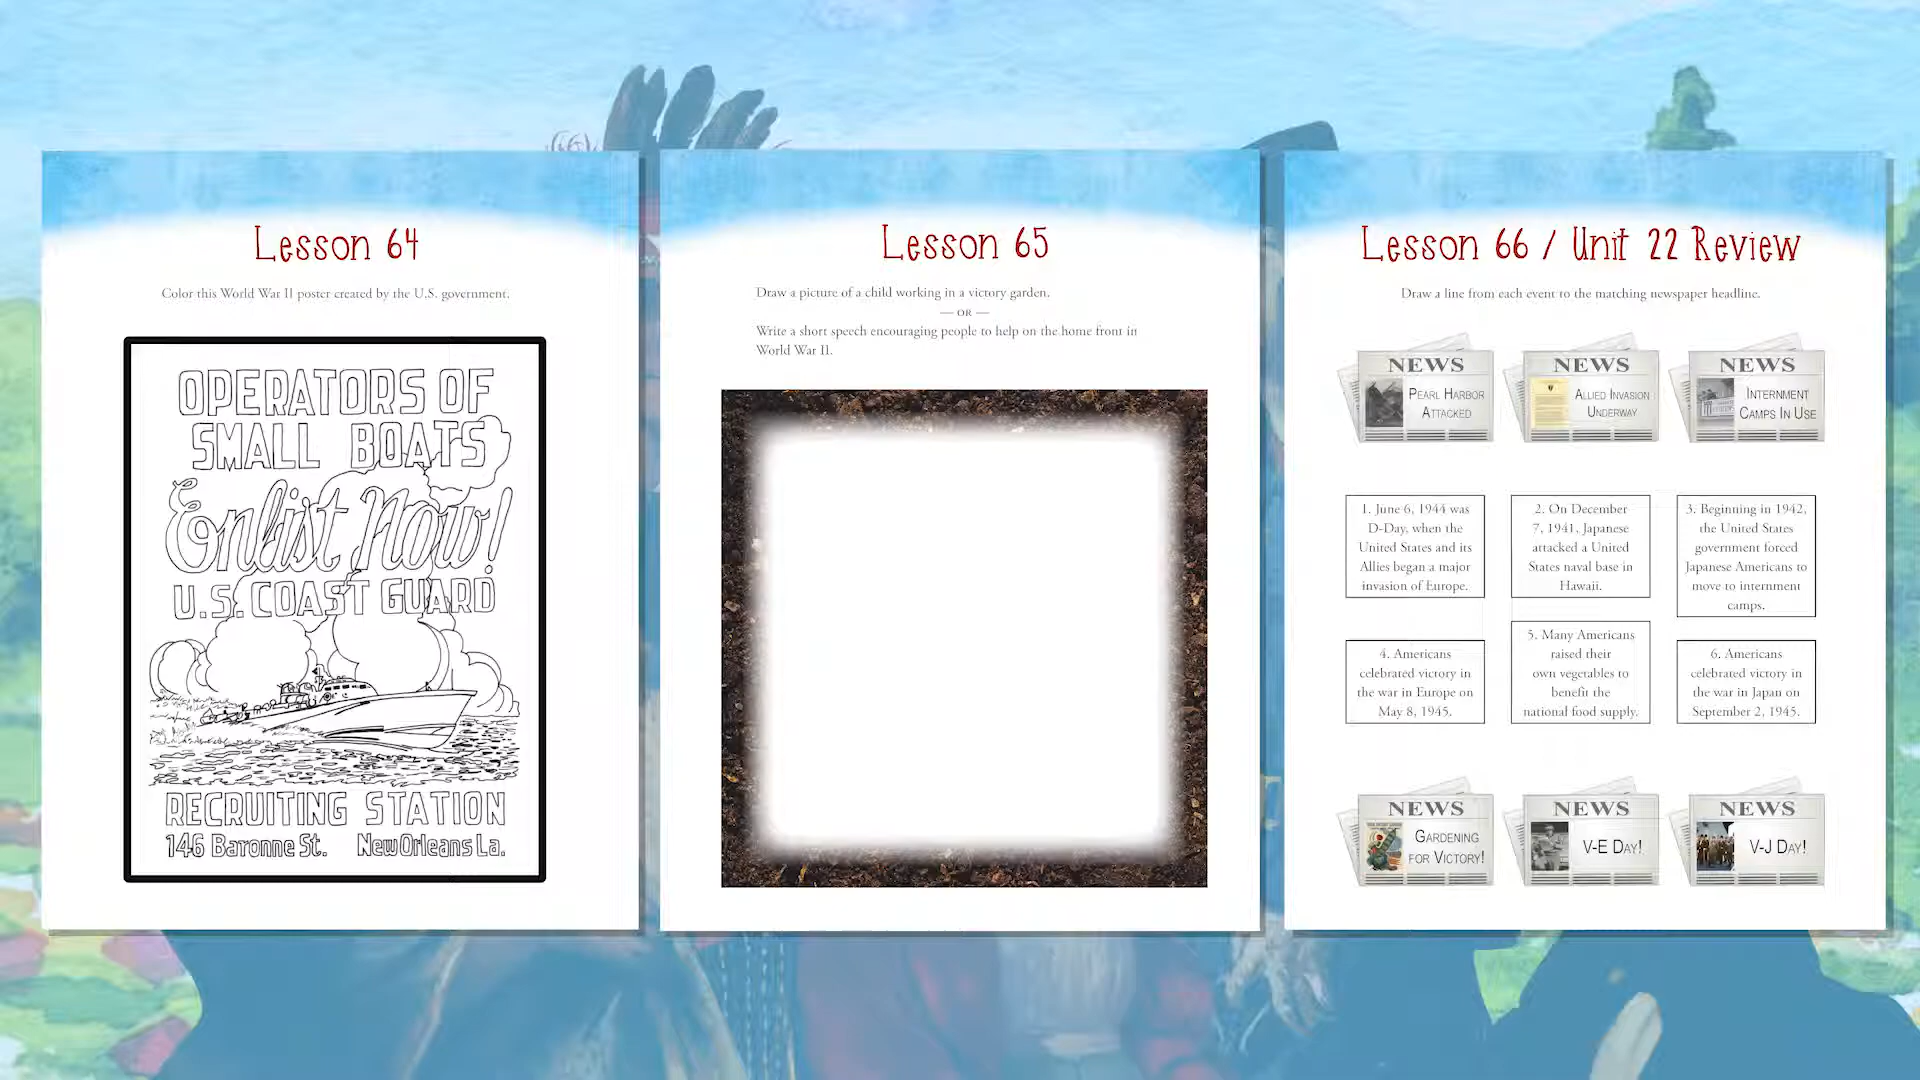 Lesson 64
Color this World War II poster created by the U.S. government.
OPERATORS OF
SMALL BOATS
Enlist Now!
U.S. COAST GUARD
RECRUITING STATION
146 Baronne St. New Orleans La.
Lesson 65
Draw a picture of a child working in a victory garden.
— OR —
Write a short speech encouraging people to help on the home front in
World War II.
Lesson 66 / Unit 22 Review
Draw a line from each event to the matching newspaper headline.
NEWS
PEARL HARBOR
ATTACKED
NEWS
ALLIED INVASION
UNDERWAY
NEWS
INTERNMENT
CAMPS IN USE
1. June 6, 1944 was
D-Day, when the
United States and its
Allies began a major
invasion of Europe.
2. On December
7, 1941, Japanese
attacked a United
States naval base in
Hawaii.
3. Beginning in 1942,
the United States
government forced
Japanese Americans to
move to internment
camps.
4. Americans
celebrated victory in
the war in Europe on
May 8, 1945.
5. Many Americans
raised their
own vegetables to
benefit the
national food supply.
6. Americans
celebrated victory in
the war in Japan on
September 2, 1945.
NEWS
GARDENING
FOR VICTORY!
NEWS
V-E DAY!
NEWS
V-J DAY!